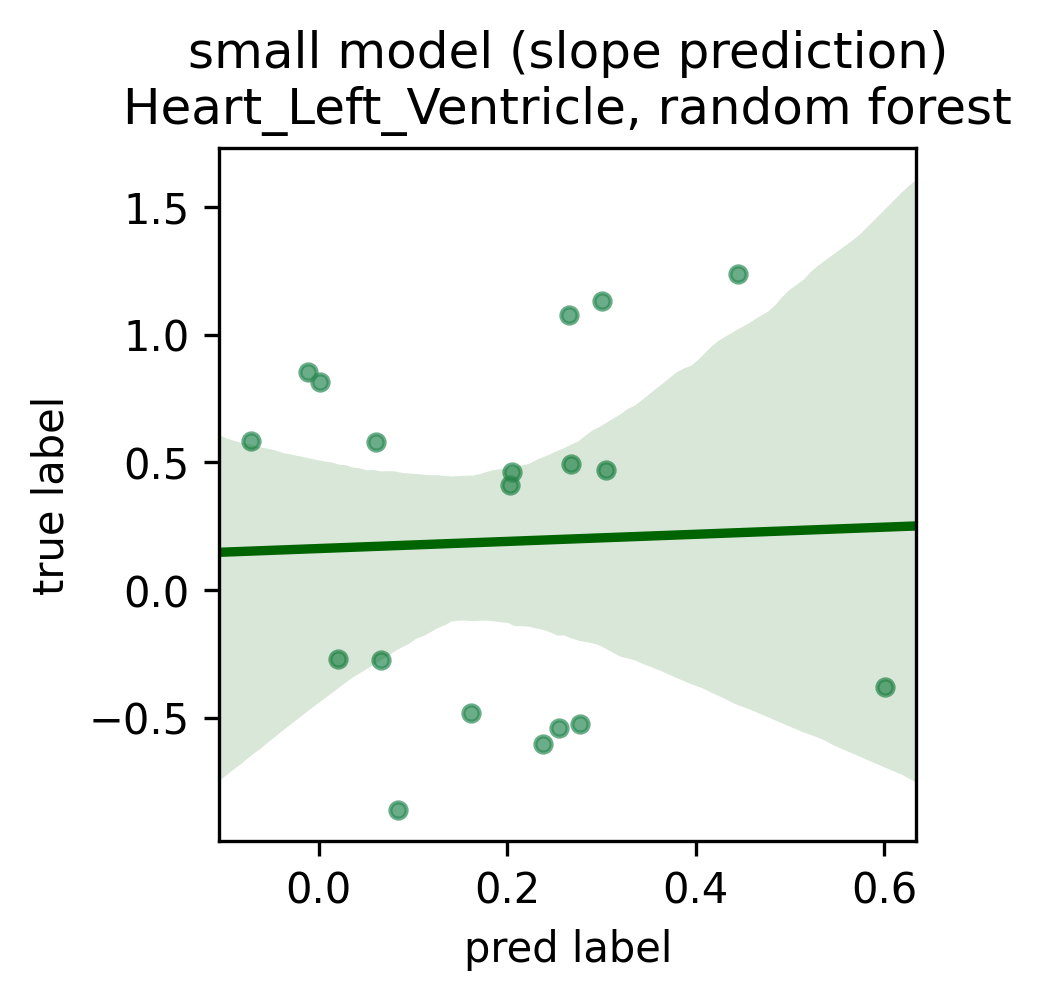 small model (slope prediction)
Heart_Left_Ventricle, random forest
1.5
1.0
0.5
0.0
−0.5
true label
0.0 0.2 0.4 0.6
pred label